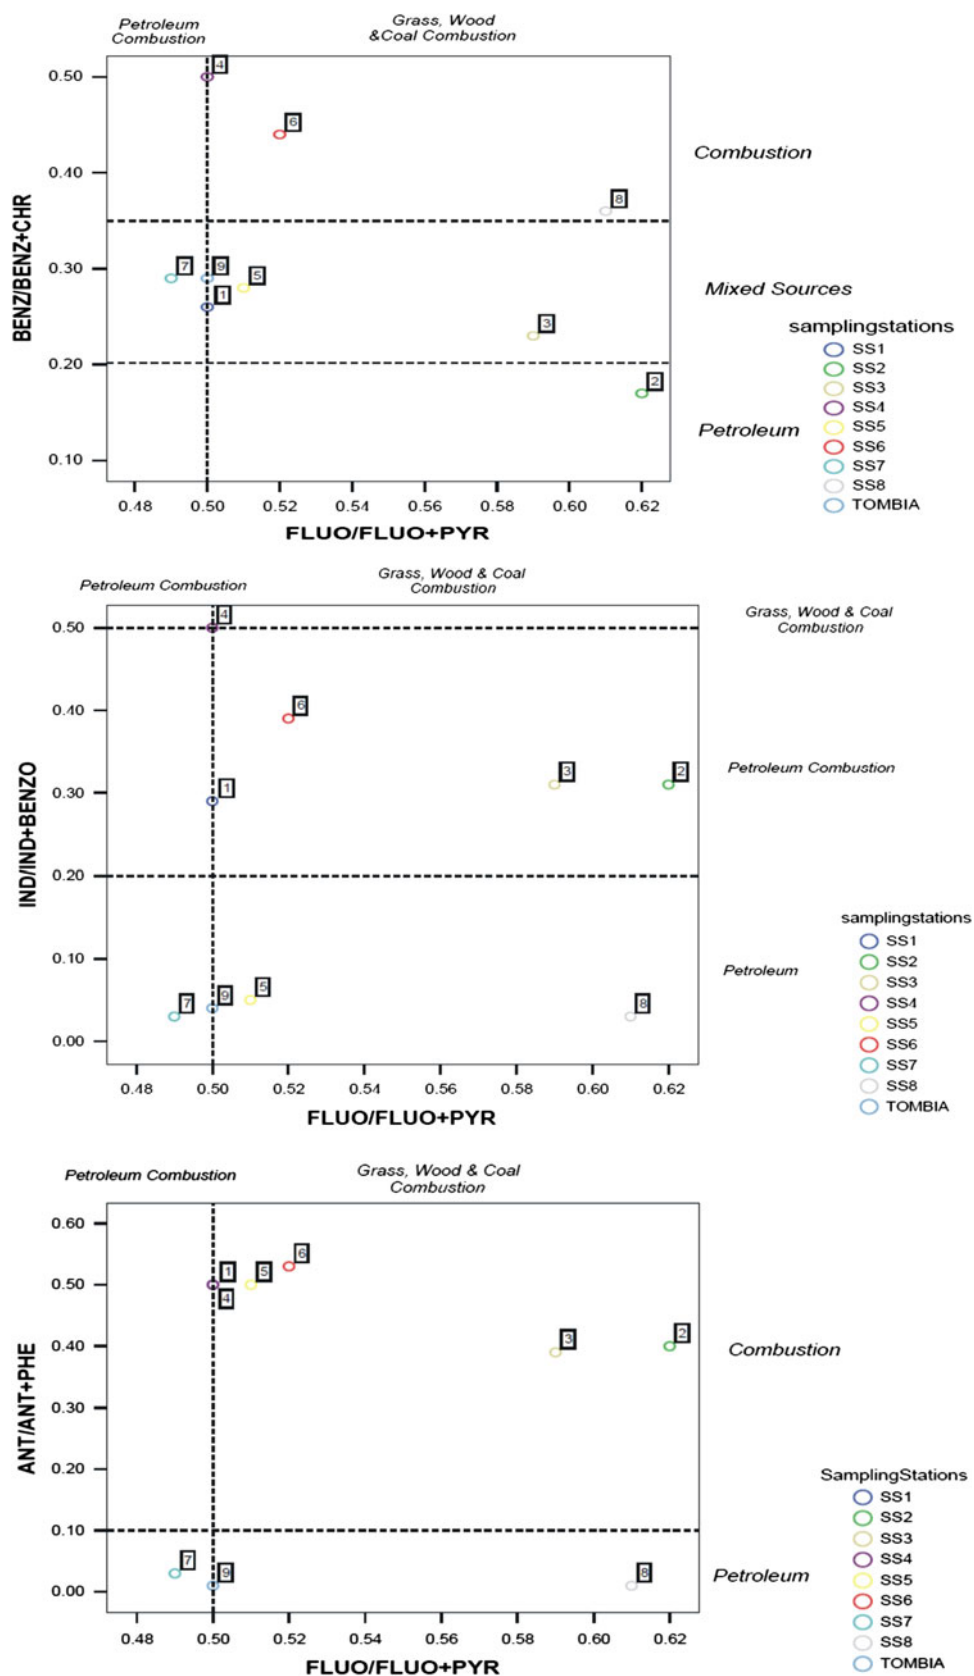 Petroleum
Combustion
Grass, Wood
&Coal Combustion
0.50
0.40
0.30
0.20
0.10
BENZ/BENZ+CHR
4
6
8
7
9
5
1
3
2
Combustion
Mixed Sources
Petroleum
samplingstations
SS1
SS2
SS3
SS4
SS5
SS6
SS7
SS8
TOMBIA
0.48
0.50
0.52
0.54
0.56
0.58
0.60
0.62
FLUO/FLUO+PYR
Petroleum Combustion
Grass, Wood & Coal
Combustion
0.50
0.40
0.30
0.20
0.10
0.00
IND/IND+BENZO
4
6
3
2
1
7
9
5
8
Grass, Wood & Coal
Combustion
Petroleum Combustion
Petroleum
samplingstations
SS1
SS2
SS3
SS4
SS5
SS6
SS7
SS8
TOMBIA
0.48
0.50
0.52
0.54
0.56
0.58
0.60
0.62
FLUO/FLUO+PYR
Petroleum Combustion
Grass, Wood & Coal
Combustion
0.60
0.50
0.40
0.30
0.20
0.10
0.00
ANT/ANT+PHE
6
1
5
4
3
2
7
9
8
Combustion
Petroleum
SamplingStations
SS1
SS2
SS3
SS4
SS5
SS6
SS7
SS8
TOMBIA
0.48
0.50
0.52
0.54
0.56
0.58
0.60
0.62
FLUO/FLUO+PYR